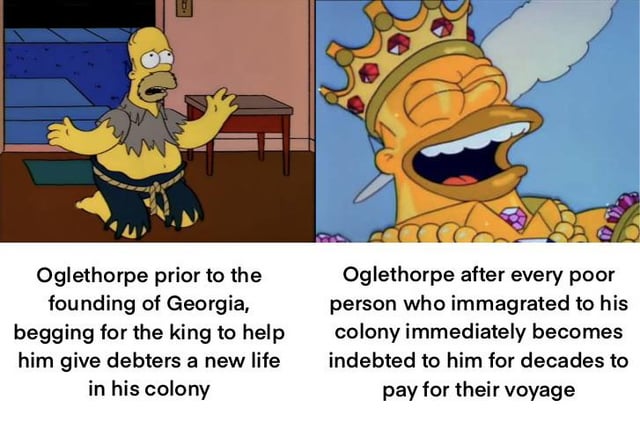 Oglethorpe prior to the
founding of Georgia,
begging for the king to help
him give debters a new life
in his colony
Oglethorpe after every poor
person who immagrated to his
colony immediately becomes
indebted to him for decades to
pay for their voyage